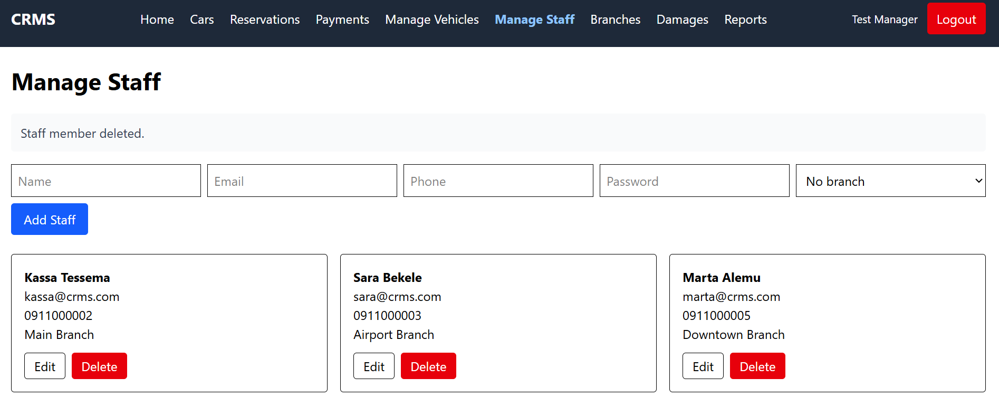 CRMS Home Cars Reservations Payments Manage Vehicles Manage Staff Branches Damages Reports Test Manager Logout
Manage Staff
Staff member deleted.
Name Email Phone Password No branch
Add Staff
Kassa Tessema
kassa@crms.com
0911000002
Main Branch
Edit Delete
Sara Bekele
sara@crms.com
0911000003
Airport Branch
Edit Delete
Marta Alemu
marta@crms.com
0911000005
Downtown Branch
Edit Delete